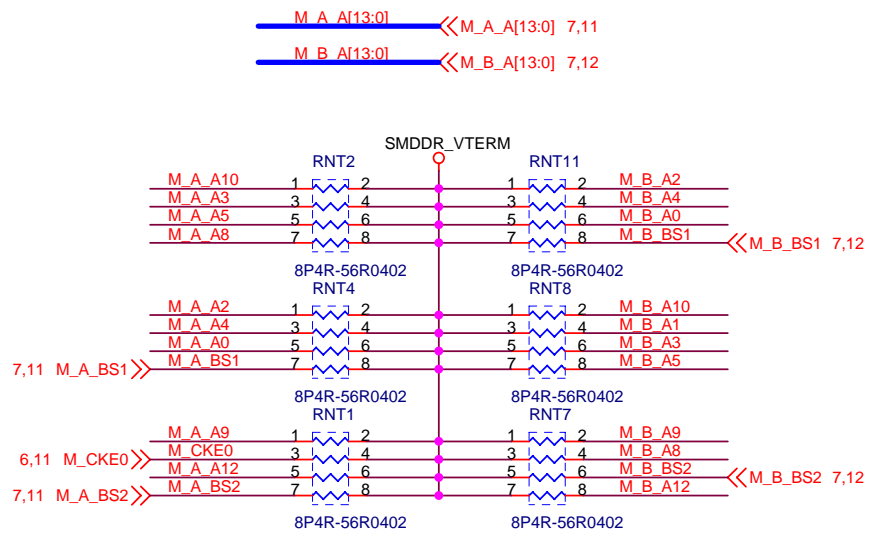 M_A_A[13:0] M_A_A[13:0] 7,11
M_B_A[13:0] M_B_A[13:0] 7,12
SMDDR_VTERM
RNT2 RNT11
M_A_A10 1 2 1 2 M_B_A2
M_A_A3 3 4 3 4 M_B_A4
M_A_A5 5 6 5 6 M_B_A0
M_A_A8 7 8 7 8 M_B_BS1 M_B_BS1 7,12
8P4R-56R0402 8P4R-56R0402
RNT4 RNT8
M_A_A2 1 2 1 2 M_B_A10
M_A_A4 3 4 3 4 M_B_A1
M_A_A0 5 6 5 6 M_B_A3
7,11 M_A_BS1 M_A_BS1 7 8 7 8 M_B_A5
8P4R-56R0402 8P4R-56R0402
RNT1 RNT7
M_A_A9 1 2 1 2 M_B_A9
6,11 M_CKE0 M_CKE0 3 4 3 4 M_B_A8
M_A_A12 5 6 5 6 M_B_BS2 M_B_BS2 7,12
7,11 M_A_BS2 M_A_BS2 7 8 7 8 M_B_A12
8P4R-56R0402 8P4R-56R0402